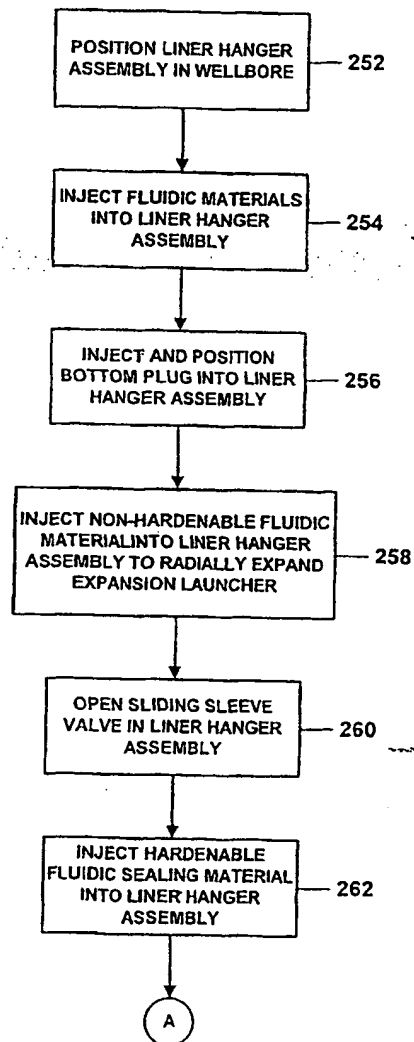 POSITION LINER HANGER
ASSEMBLY IN WELLBORE
252
INJECT FLUIDIC MATERIALS
INTO LINER HANGER
ASSEMBLY
254
INJECT AND POSITION
BOTTOM PLUG INTO LINER
HANGER ASSEMBLY
256
INJECT NON-HARDENABLE FLUIDIC
MATERIALINTO LINER HANGER
ASSEMBLY TO RADIALLY EXPAND
EXPANSION LAUNCHER
258
OPEN SLIDING SLEEVE
VALVE IN LINER HANGER
ASSEMBLY
260
INJECT HARDENABLE
FLUIDIC SEALING MATERIAL
INTO LINER HANGER
ASSEMBLY
262
A